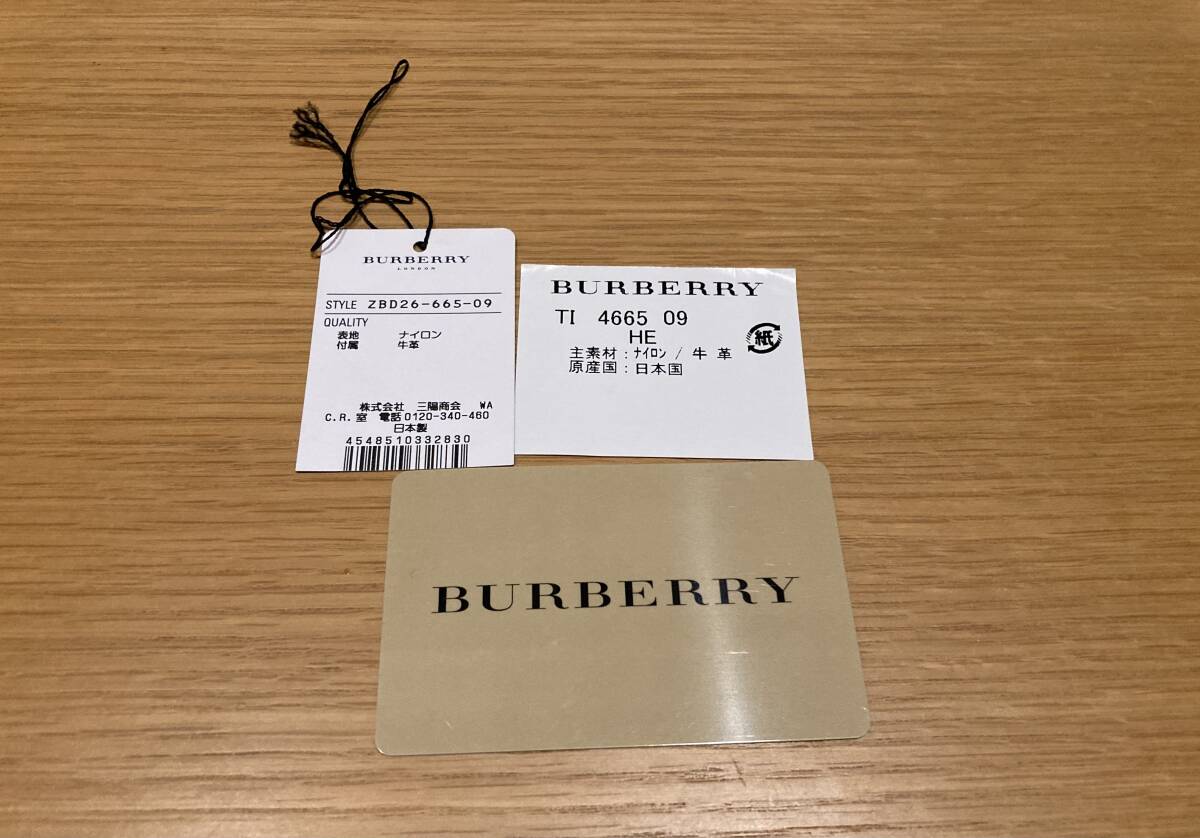 BURBERRY
LONDON
STYLE ZBD26-665-09
QUALITY
表地 ナイロン
付属 牛革
株式会社 三陽商会 WA
C.R.室 電話0120-340-460
日本製
4548510332830
BURBERRY
TI 4665 09
HE
主素材：ﾅｲﾛﾝ / 牛 革
原産国：日本国
紙
BURBERRY